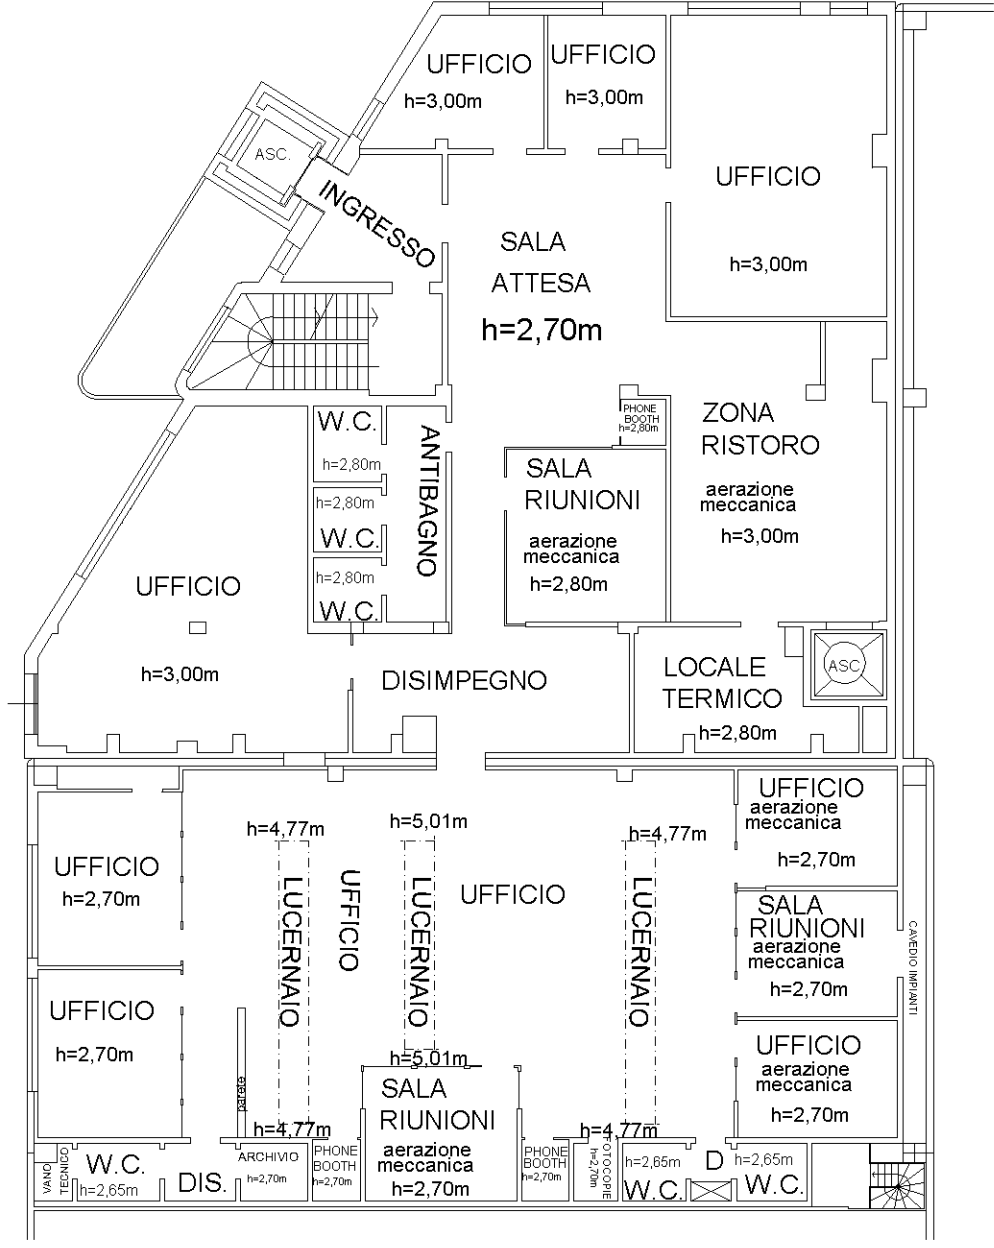 UFFICIO
h=3,00m
UFFICIO
h=3,00m
ASC.
INGRESSO
UFFICIO
h=3,00m
SALA
ATTESA
h=2,70m
W.C.
h=2,80m
h=2,80m
W.C.
h=2,80m
W.C.
ANTIBAGNO
PHONE
BOOTH
h=2,80m
ZONA
RISTORO
aerazione
meccanica
h=3,00m
SALA
RIUNIONI
aerazione
meccanica
h=2,80m
UFFICIO
h=3,00m
DISIMPEGNO
LOCALE
TERMICO
h=2,80m
ASC
UFFICIO
aerazione
meccanica
h=2,70m
h=4,77m
h=5,01m
h=4,77m
UFFICIO
h=2,70m
LUCERNAIO
UFFICIO
LUCERNAIO
UFFICIO
LUCERNAIO
SALA
RIUNIONI
aerazione
meccanica
h=2,70m
CAVEDIO IMPIANTI
UFFICIO
h=2,70m
UFFICIO
aerazione
meccanica
h=2,70m
h=5,01m
parete
h=4,77m
h=4,77m
SALA
RIUNIONI
aerazione
meccanica
h=2,70m
VANO
TECNICO
W.C.
h=2,65m
DIS.
ARCHIVIO
h=2,70m
PHONE
BOOTH
h=2,70m
PHONE
BOOTH
h=2,70m
FOTOCOPIE
h=2,70m
h=2,65m
W.C.
D
h=2,65m
W.C.